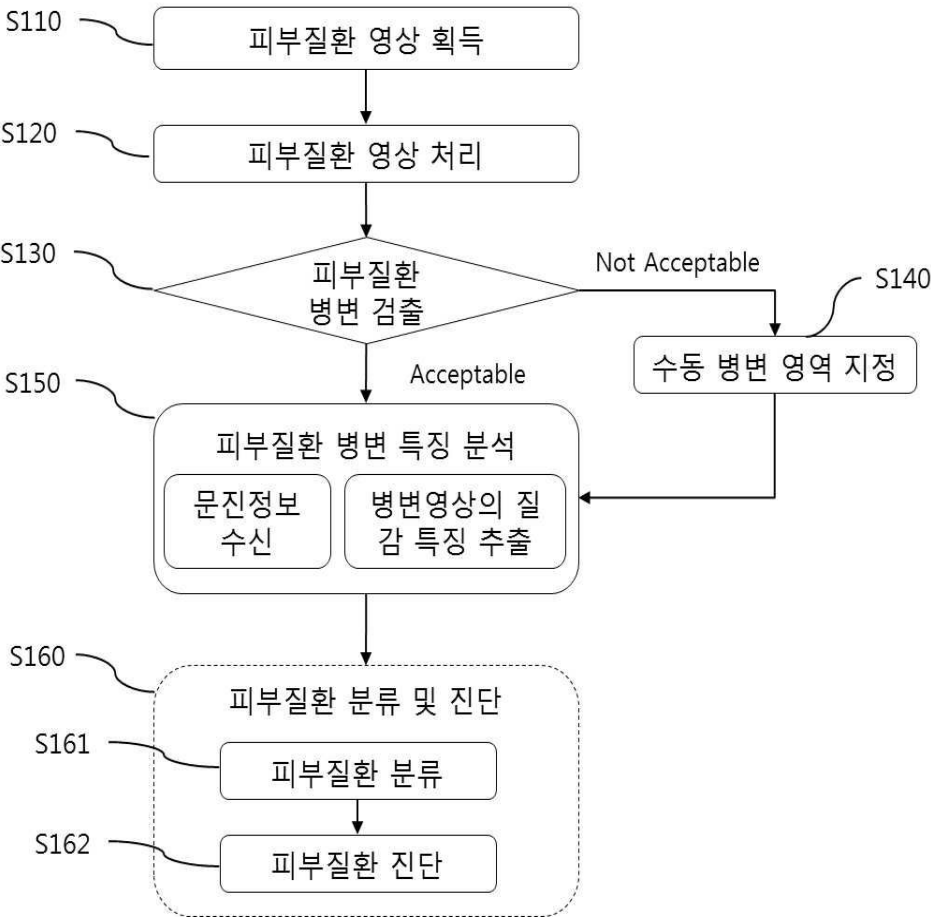 S110
피부질환 영상 획득
S120
피부질환 영상 처리
S130
피부질환
병변 검출
Not Acceptable
S140
수동 병변 영역 지정
Acceptable
S150
피부질환 병변 특징 분석
문진정보
수신
병변영상의 질
감 특징 추출
S160
피부질환 분류 및 진단
S161
피부질환 분류
S162
피부질환 진단